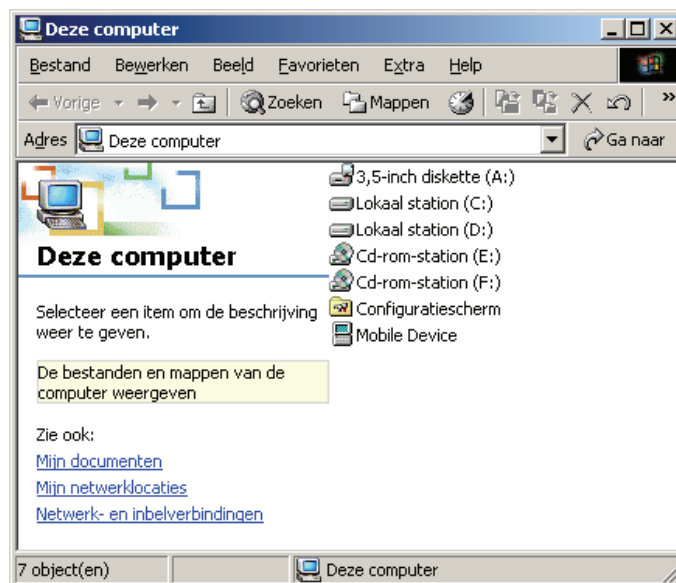 Deze computer
Bestand Bewerken Beeld Favorieten Extra Help
Vorige Zoeken Mappen »
Adres Deze computer Ga naar
Deze computer
Selecteer een item om de beschrijving
weer te geven.
De bestanden en mappen van de
computer weergeven
Zie ook:
Mijn documenten
Mijn netwerklocaties
Netwerk- en inbelverbindingen
3,5-inch diskette (A:)
Lokaal station (C:)
Lokaal station (D:)
Cd-rom-station (E:)
Cd-rom-station (F:)
Configuratiescherm
Mobile Device
7 object(en) Deze computer